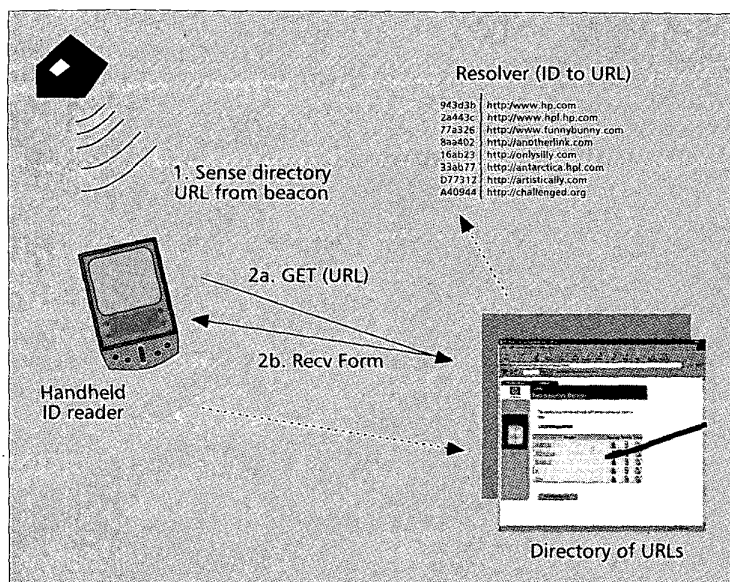 Resolver (ID to URL)
943d3b http:/www.hp.com
2a443c http://www.hpl.hp.com
77a326 http://www.funnybunny.com
8aa402 http://anotherlink.com
16ab23 http://onlysilly.com
33ab77 http://antarctica.hpl.com
D77312 http://artistically.com
A40944 http://challenged.org
1. Sense directory
URL from beacon
2a. GET (URL)
2b. Recv Form
Handheld
ID reader
Directory of URLs